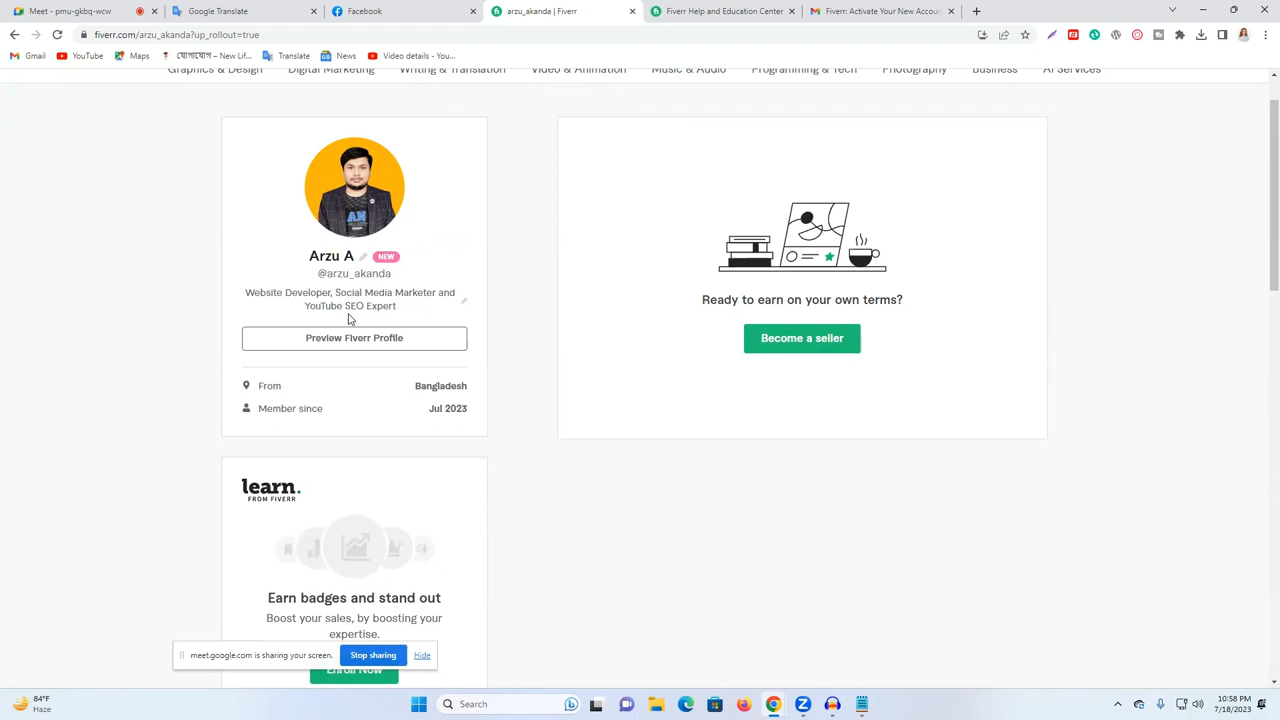 Meet - pmu-gkbq-wcw
Google Translate
Facebook
arzu_akanda | Fiverr
Fiverr Help and Education Center
Fiverr: Activate Your New Accou
fiverr.com/arzu_akanda?up_rollout=true
Gmail
YouTube
Maps
যোগাযোগ – New Lif...
Translate
News
Video details - You...
Graphics & Design
Digital Marketing
Writing & Translation
Video & Animation
Music & Audio
Programming & Tech
Photography
Business
AI Services
Arzu A NEW
@arzu_akanda
Website Developer, Social Media Marketer and
YouTube SEO Expert
Preview Fiverr Profile
From Bangladesh
Member since Jul 2023
Ready to earn on your own terms?
Become a seller
learn.
FROM FIVERR
Earn badges and stand out
Boost your sales, by boosting your
expertise.
Enroll Now
meet.google.com is sharing your screen.
Stop sharing
Hide
84°F
Haze
Search
10:58 PM
7/18/2023